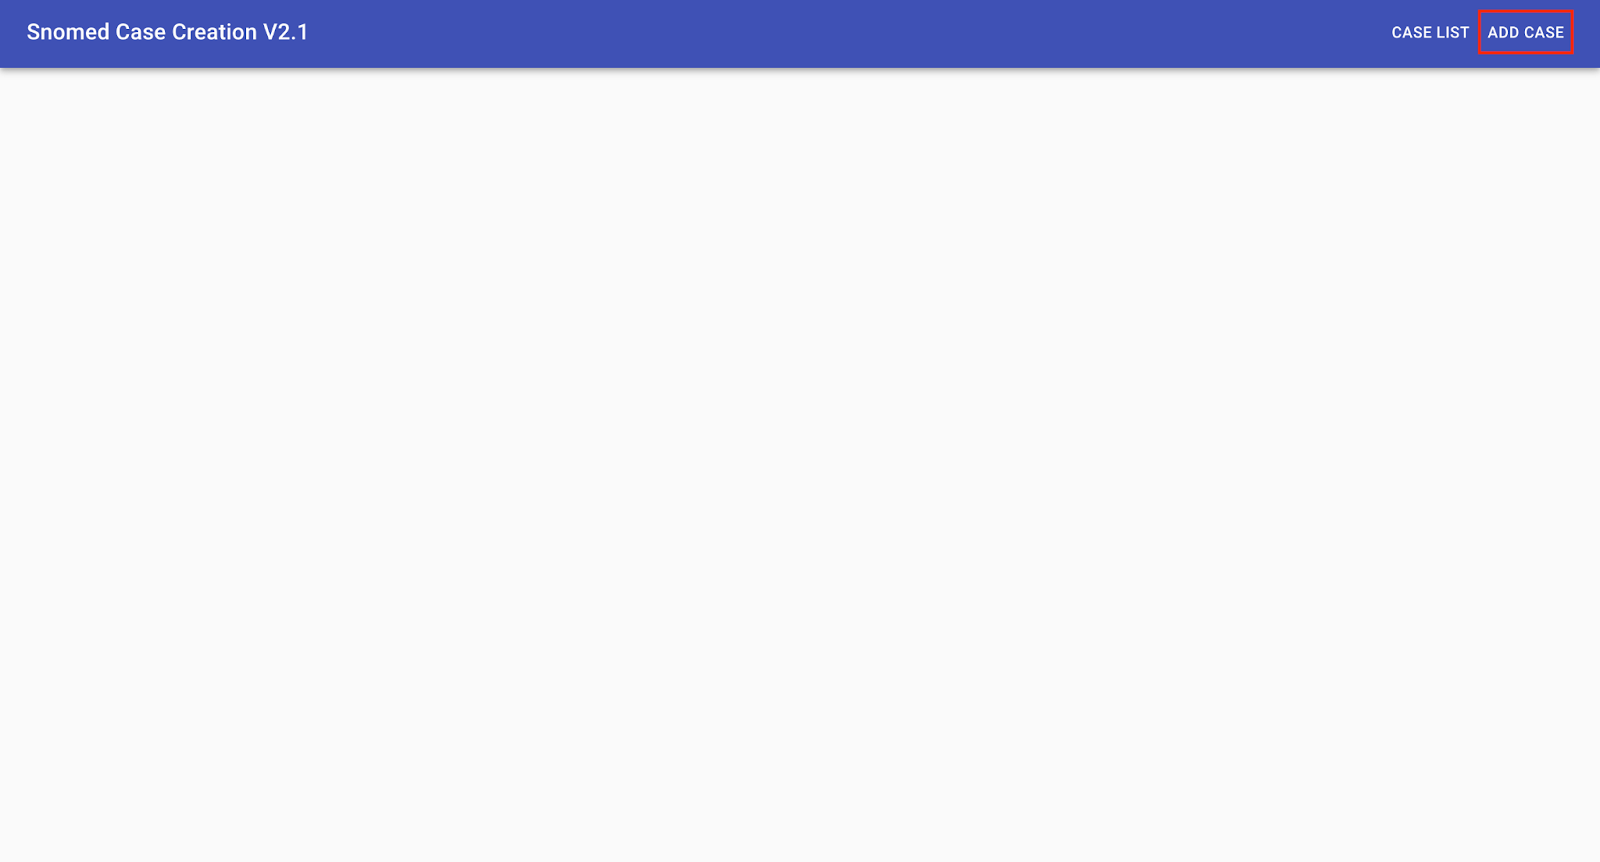 Snomed Case Creation V2.1
CASE LIST
ADD CASE